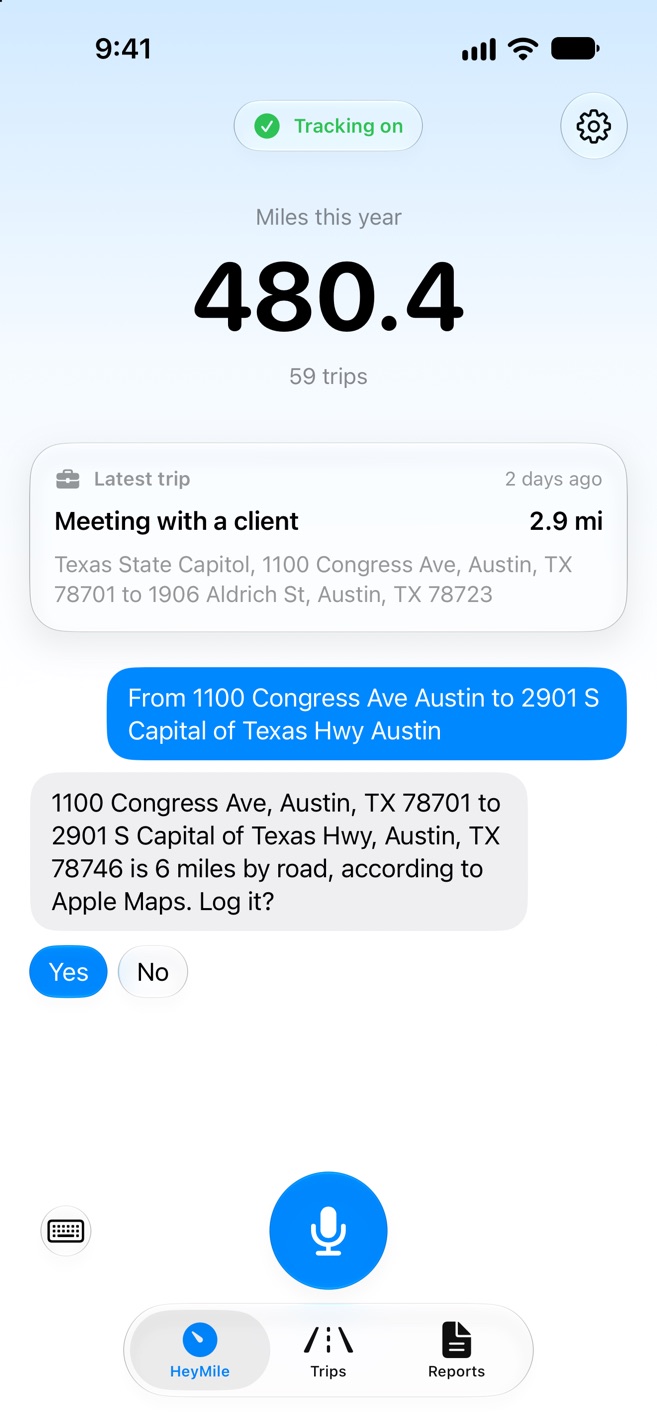 9:41
Tracking on
Miles this year
480.4
59 trips
Latest trip
2 days ago
Meeting with a client
2.9 mi
Texas State Capitol, 1100 Congress Ave, Austin, TX
78701 to 1906 Aldrich St, Austin, TX 78723
From 1100 Congress Ave Austin to 2901 S
Capital of Texas Hwy Austin
1100 Congress Ave, Austin, TX 78701 to
2901 S Capital of Texas Hwy, Austin, TX
78746 is 6 miles by road, according to
Apple Maps. Log it?
Yes
No
HeyMile
Trips
Reports